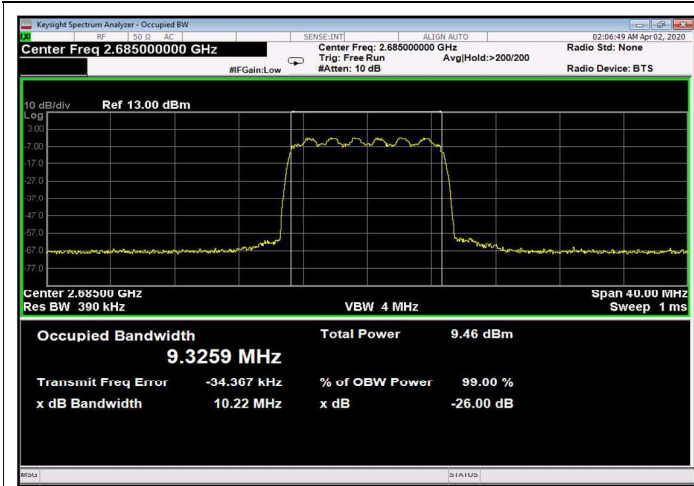 Keysight Spectrum Analyzer - Occupied BW
RF 50 Ω AC SENSE:INT ALIGN AUTO 02:06:49 AM Apr 02, 2020
Center Freq 2.685000000 GHz Center Freq: 2.685000000 GHz Radio Std: None
Trig: Free Run Avg|Hold:>200/200
#IFGain:Low #Atten: 10 dB Radio Device: BTS
10 dB/div Ref 13.00 dBm
Log
3.00
-7.00
-17.0
-27.0
-37.0
-47.0
-57.0
-67.0
-77.0
Center 2.68500 GHz Span 40.00 MHz
Res BW 390 kHz VBW 4 MHz Sweep 1 ms
Occupied Bandwidth Total Power 9.46 dBm
9.3259 MHz
Transmit Freq Error -34.367 kHz % of OBW Power 99.00 %
x dB Bandwidth 10.22 MHz x dB -26.00 dB
MSG STATUS